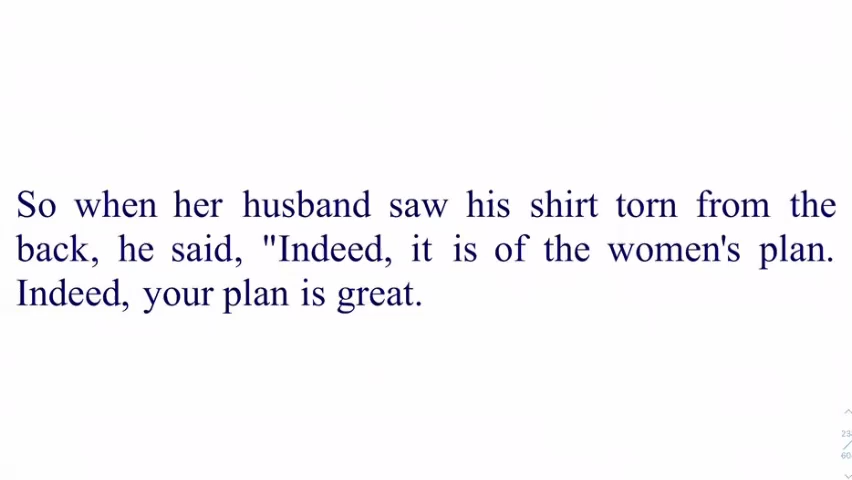 So when her husband saw his shirt torn from the
back, he said, "Indeed, it is of the women's plan.
Indeed, your plan is great.